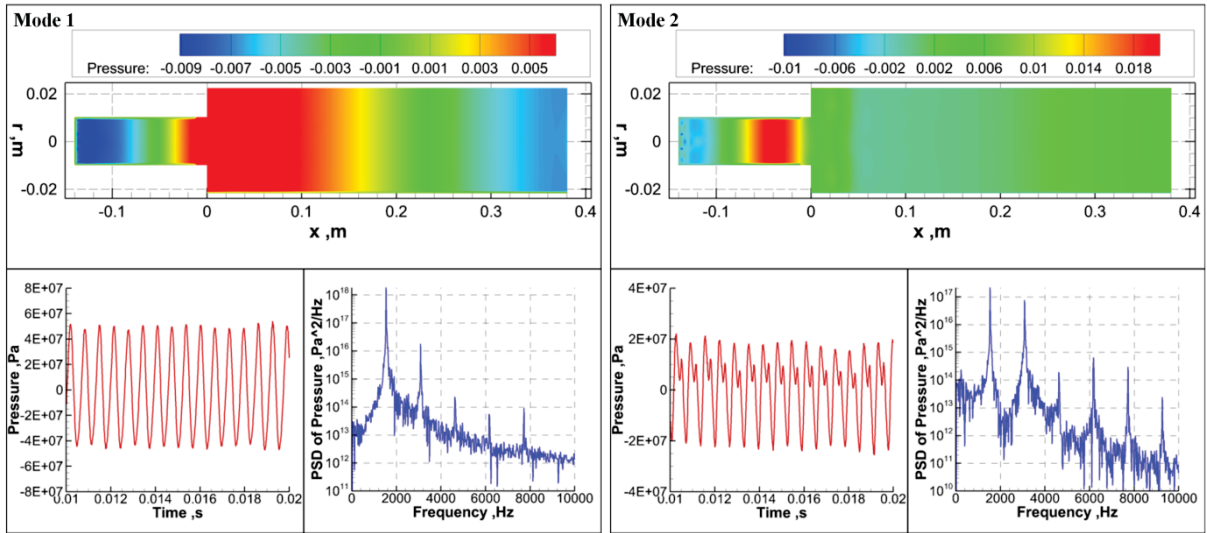 Mode 1
Pressure: -0.009 -0.007 -0.005 -0.003 -0.001 0.001 0.003 0.005
0.02
0
-0.02
r ,m
-0.1 0 0.1 0.2 0.3 0.4
x ,m
Mode 2
Pressure: -0.01 -0.006 -0.002 0.002 0.006 0.01 0.014 0.018
0.02
0
-0.02
r ,m
-0.1 0 0.1 0.2 0.3 0.4
x ,m
8E+07
6E+07
4E+07
2E+07
0
-2E+07
-4E+07
-6E+07
-8E+07
Pressure ,Pa
0.01 0.012 0.014 0.016 0.018 0.02
Time ,s
10^18
10^17
10^16
10^15
10^14
10^13
10^12
10^11
PSD of Pressure ,Pa^2/Hz
0 2000 4000 6000 8000 10000
Frequency ,Hz
4E+07
2E+07
0
-2E+07
-4E+07
Pressure ,Pa
0.01 0.012 0.014 0.016 0.018 0.02
Time ,s
10^17
10^16
10^15
10^14
10^13
10^12
10^11
10^10
PSD of Pressure ,Pa^2/Hz
0 2000 4000 6000 8000 10000
Frequency ,Hz